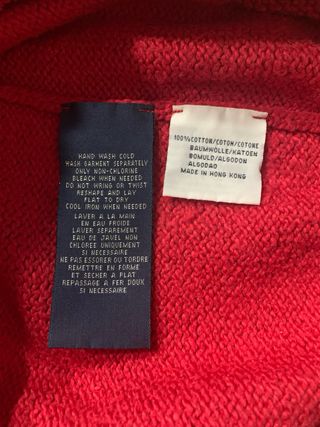 HAND WASH COLD
WASH GARMENT SEPARATELY
ONLY NON-CHLORINE
BLEACH WHEN NEEDED
DO NOT WRING OR TWIST
RESHAPE AND LAY
FLAT TO DRY
COOL IRON WHEN NEEDED
LAVER A LA MAIN
EN EAU FROIDE
LAVER SEPAREMENT
EAU DE JAVEL NON
CHLOREE UNIQUEMENT
SI NECESSAIRE
NE PAS ESSORER OU TORDRE
REMETTRE EN FORME
ET SECHER A PLAT
REPASSAGE A FER DOUX
SI NECESSAIRE
100% COTTON/COTON/COTONE
BAUMWOLLE/KATOEN
BOMULD/ALGODON
ALGODAO
MADE IN HONG KONG